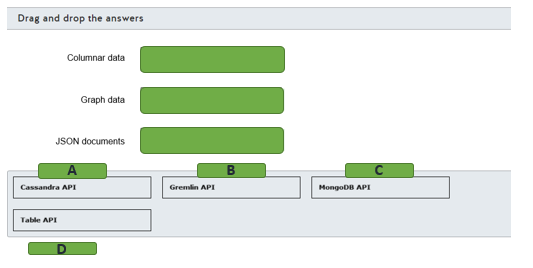 Drag and drop the answers
Columnar data
Graph data
JSON documents
A B C
Cassandra API Gremlin API MongoDB API
Table API
D